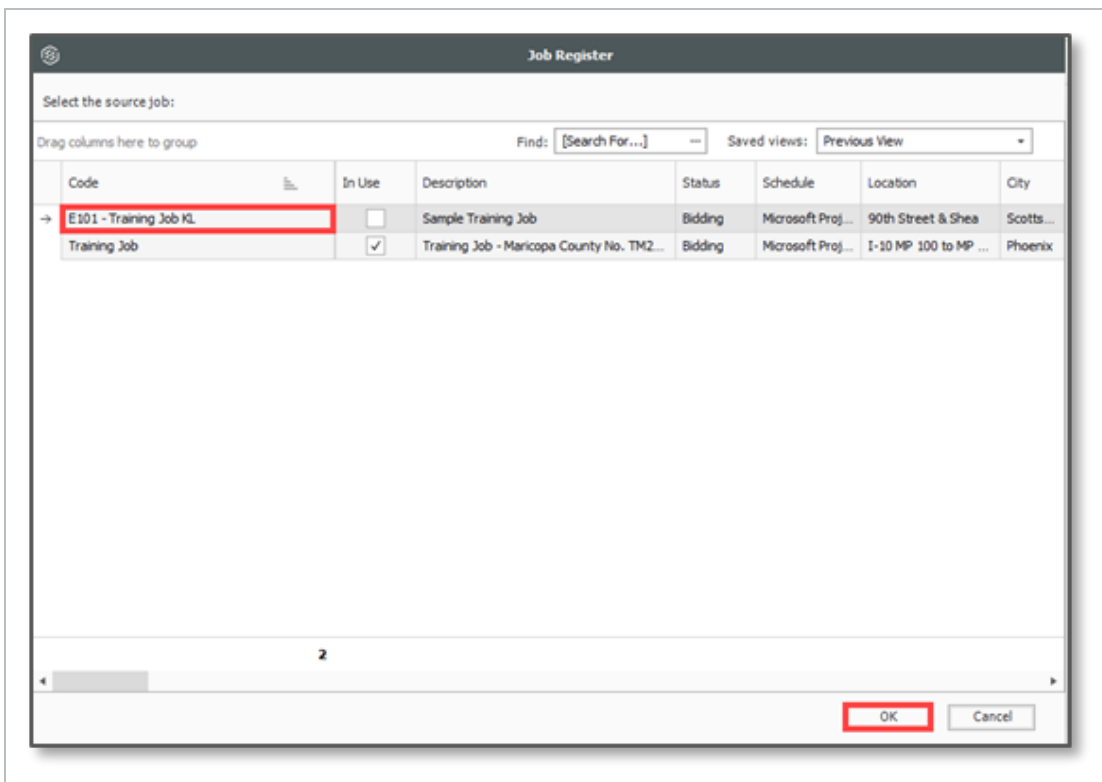 Job Register
Select the source job:
Drag columns here to group Find: [Search For...] ... Saved views: Previous View
Code In Use Description Status Schedule Location City
E101 - Training Job KL Sample Training Job Bidding Microsoft Proj... 90th Street & Shea Scotts...
Training Job Training Job - Maricopa County No. TM2... Bidding Microsoft Proj... I-10 MP 100 to MP ... Phoenix
2
OK Cancel